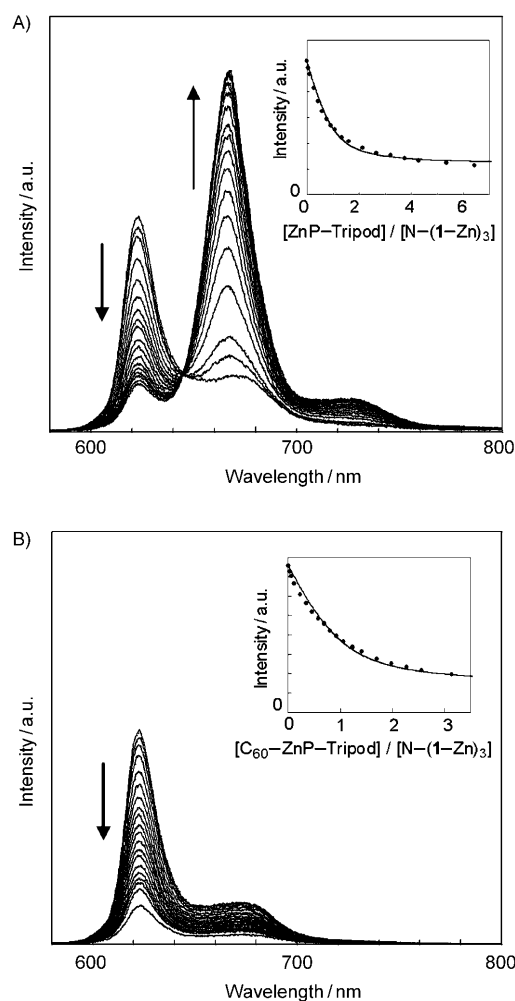 A)
Intensity / a.u.
Intensity / a.u.
0
0 2 4 6
[ZnP–Tripod] / [N–(1–Zn)₃]
600 700 800
Wavelength / nm
B)
Intensity / a.u.
Intensity / a.u.
0
0 1 2 3
[C₆₀–ZnP–Tripod] / [N–(1–Zn)₃]
600 700 800
Wavelength / nm